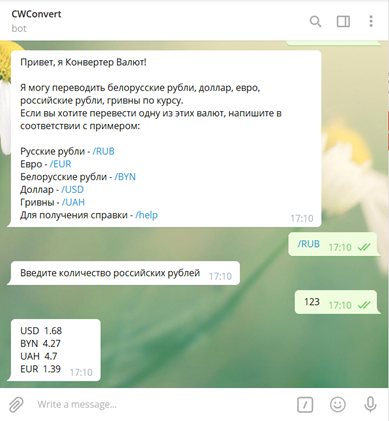 CWConvert
bot
Привет, я Конвертер Валют!
Я могу переводить белорусские рубли, доллар, евро,
российские рубли, гривны по курсу.
Если вы хотите перевести одну из этих валют, напишите в
соответствии с примером:
Русские рубли - /RUB
Евро - /EUR
Белорусские рубли - /BYN
Доллар - /USD
Гривны - /UAH
Для получения справки - /help
17:10
/RUB 17:10
Введите количество российских рублей 17:10
123 17:10
USD 1.68
BYN 4.27
UAH 4.7
EUR 1.39 17:10
Write a message...